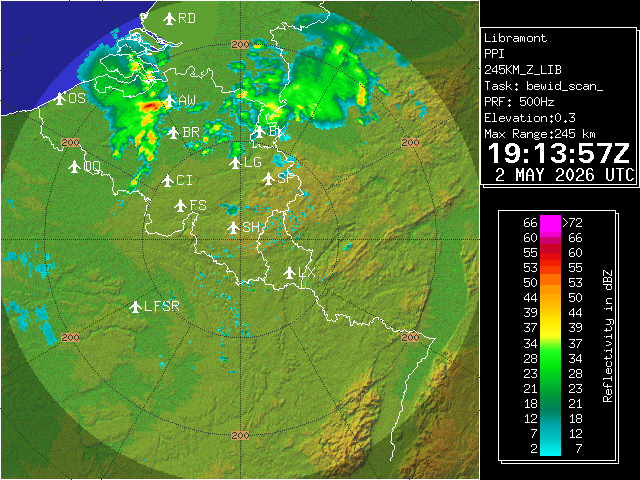 RD
200
OS
AW
BR
BL
200
200
QQ
LG
CI
SP
FS
SH
LX
LFSR
200
200
200
Libramont
PPI
245KM_Z_LIB
Task: bewid_scan_
PRF: 500Hz
Elevation:0.3
Max Range:245 km
19:13:57Z
2 MAY 2026 UTC
66 >72
60 66
55 60
53 55
50 53
44 50
39 44
37 39
34 37
28 34
23 28
21 23
18 21
12 18
7 12
2 7
Reflectivity in dBZ